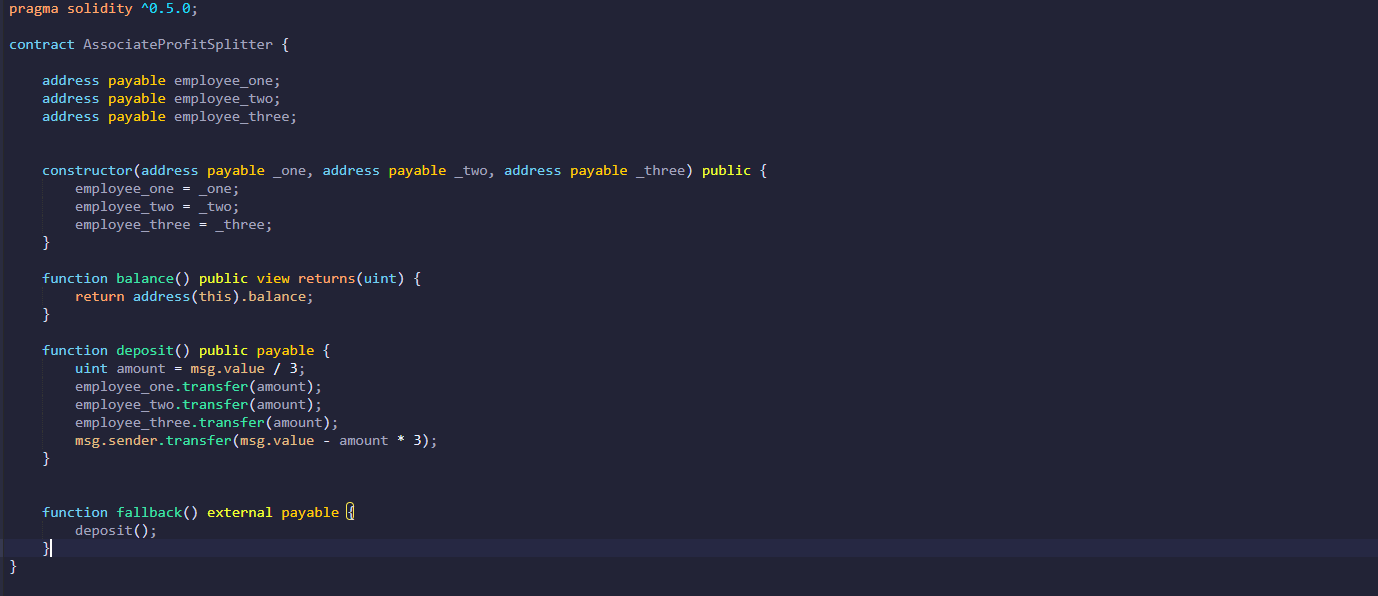 pragma solidity ^0.5.0;
contract AssociateProfitSplitter {
address payable employee_one;
address payable employee_two;
address payable employee_three;
constructor(address payable _one, address payable _two, address payable _three) public {
employee_one = _one;
employee_two = _two;
employee_three = _three;
}
function balance() public view returns(uint) {
return address(this).balance;
}
function deposit() public payable {
uint amount = msg.value / 3;
employee_one.transfer(amount);
employee_two.transfer(amount);
employee_three.transfer(amount);
msg.sender.transfer(msg.value - amount * 3);
}
function fallback() external payable {
deposit();
}
}